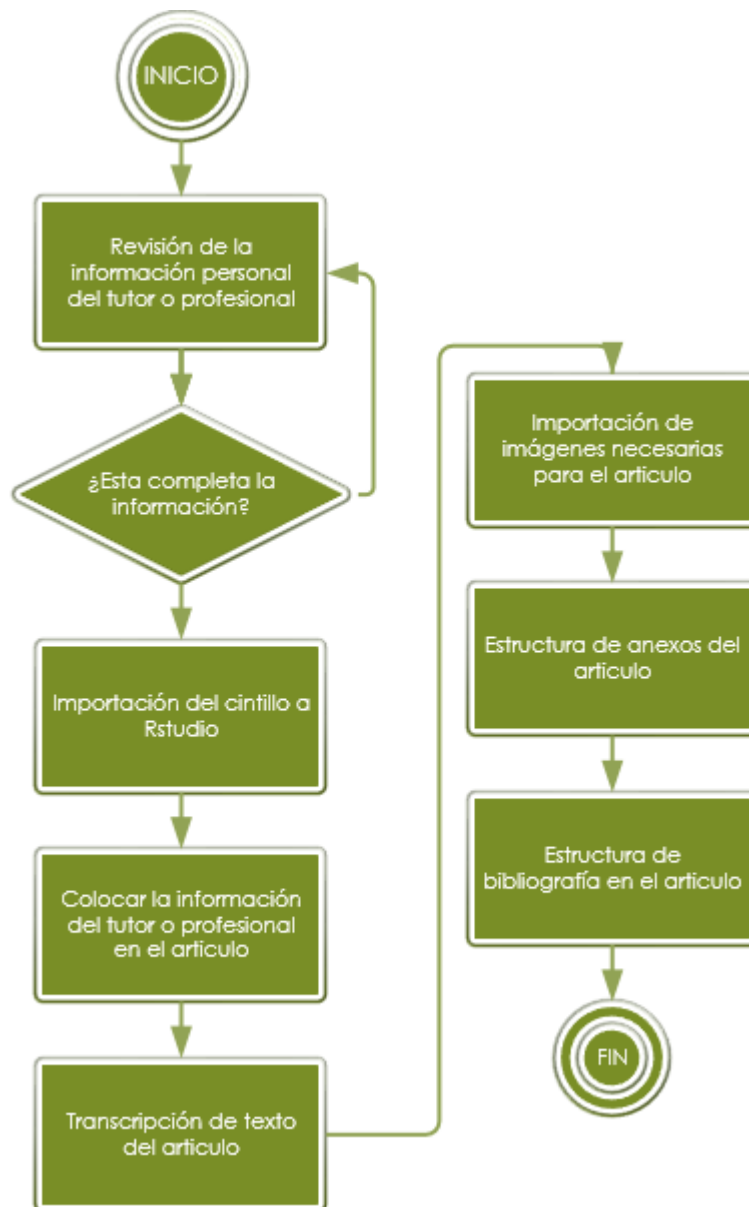 INICIO
Revisión de la
información personal
del tutor o profesional
¿Esta completa la
información?
Importación del cintillo a
Rstudio
Colocar la información
del tutor o profesional
en el articulo
Transcripción de texto
del articulo
Importación de
imágenes necesarias
para el articulo
Estructura de anexos del
articulo
Estructura de
bibliografía en el articulo
FIN